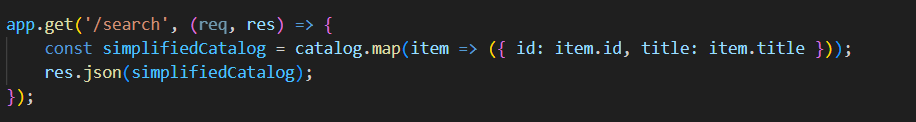 app.get('/search', (req, res) => {
    const simplifiedCatalog = catalog.map(item => ({ id: item.id, title: item.title }));
    res.json(simplifiedCatalog);
});